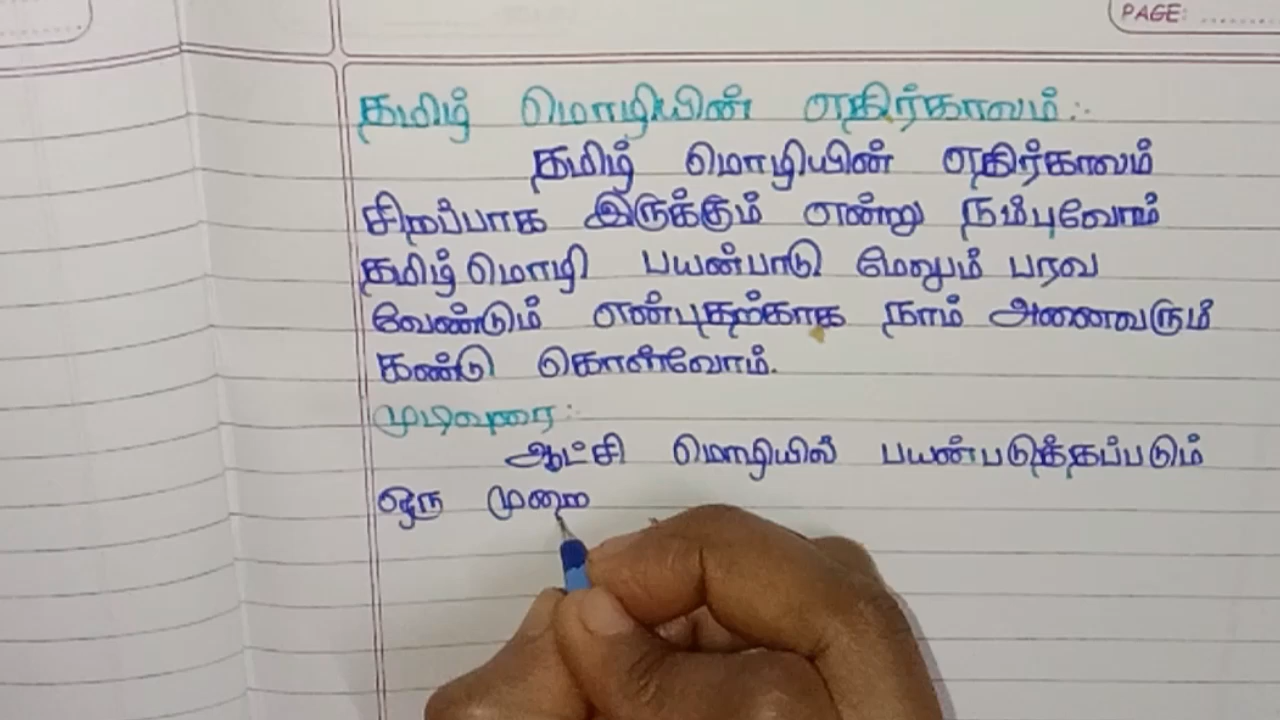 PAGE:
தமிழ் மொழியின் எதிர்காலம் :-
தமிழ் மொழியின் எதிர்காலம்
சிறப்பாக இருக்கும் என்று நம்புவோம்
தமிழ் மொழி பயன்பாடு மேலும் பரவ
வேண்டும் என்பதற்காக நாம் அனைவரும்
கண்டு கொள்வோம்.
முடிவுரை :-
ஆட்சி மொழியில் பயன்படுத்தப்படும்
ஒரு முறை